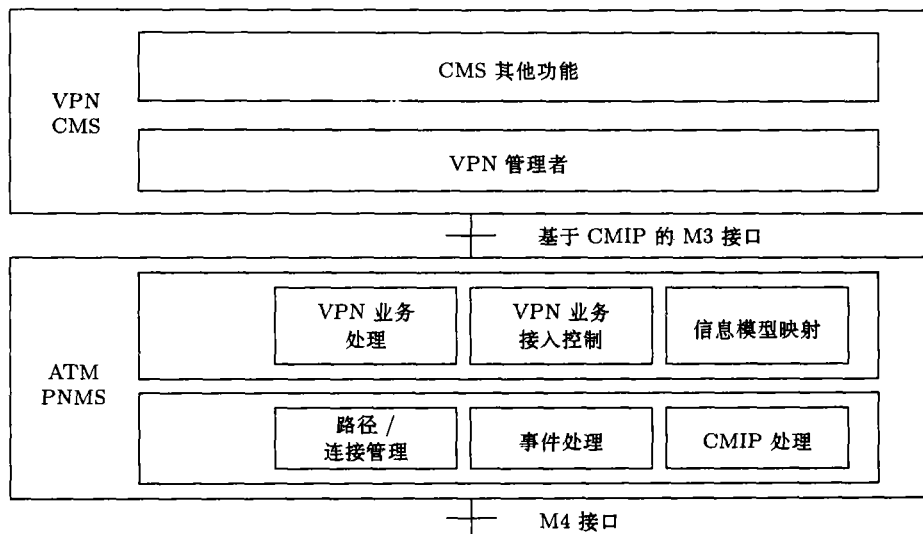 CMS 其他功能
VPN
CMS
VPN 管理者
基于 CMIP 的 M3 接口
VPN 业务
处理
VPN 业务
接入控制
信息模型映射
ATM
PNMS
路径 /
连接管理
事件处理
CMIP 处理
M4 接口